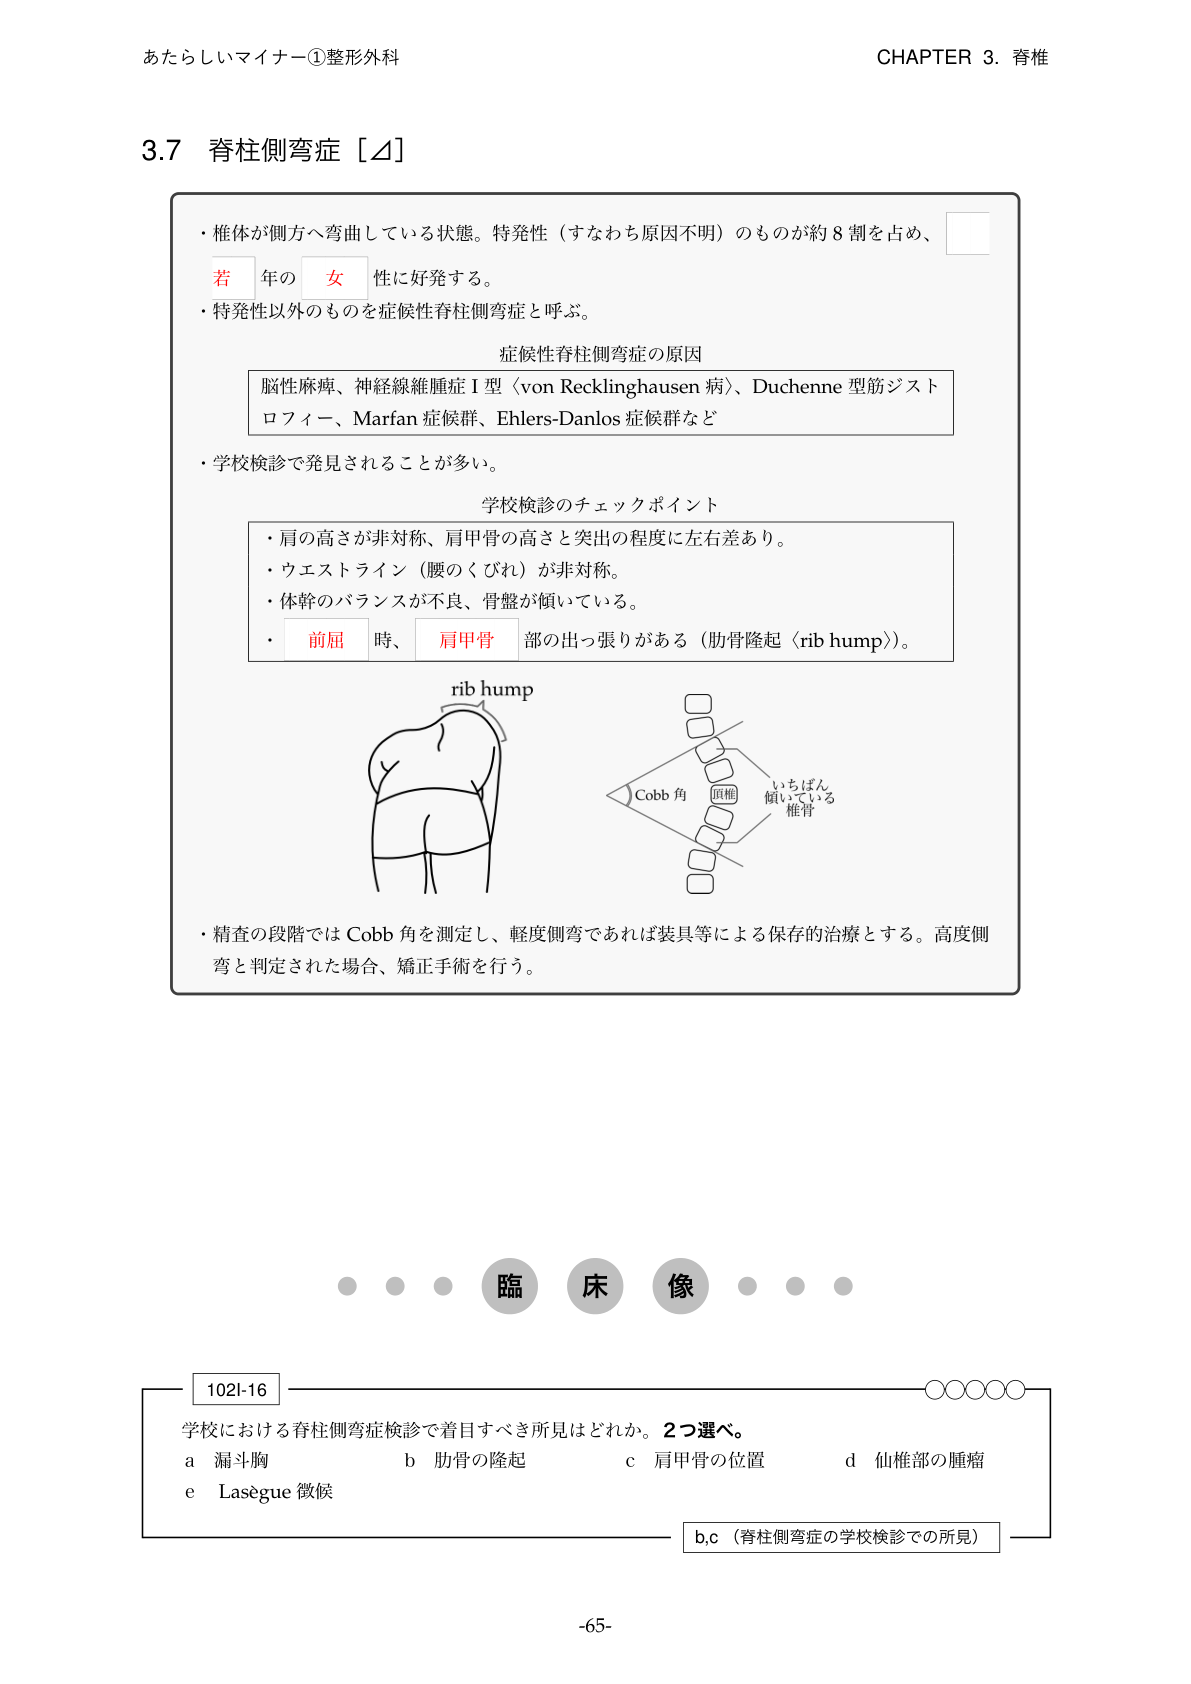 あたらしいマイナー①整形外科 CHAPTER 3. 脊椎
3.7 脊柱側弯症［⊿］
・椎体が側方へ弯曲している状態。特発性（すなわち原因不明）のものが約 8 割を占め、
若 年の 女 性に好発する。
・特発性以外のものを症候性脊柱側弯症と呼ぶ。
症候性脊柱側弯症の原因
脳性麻痺、神経線維腫症 I 型〈von Recklinghausen 病〉、Duchenne 型筋ジスト
ロフィー、Marfan 症候群、Ehlers-Danlos 症候群など
・学校検診で発見されることが多い。
学校検診のチェックポイント
・肩の高さが非対称、肩甲骨の高さと突出の程度に左右差あり。
・ウエストライン（腰のくびれ）が非対称。
・体幹のバランスが不良、骨盤が傾いている。
・ 前屈 時、 肩甲骨 部の出っ張りがある（肋骨隆起〈rib hump〉）。
rib hump
Cobb 角
頂椎
いちばん
傾いている
椎骨
・精査の段階では Cobb 角を測定し、軽度側弯であれば装具等による保存的治療とする。高度側
弯と判定された場合、矯正手術を行う。
臨 床 像
102I-16
学校における脊柱側弯症検診で着目すべき所見はどれか。2つ選べ。
a 漏斗胸 b 肋骨の隆起 c 肩甲骨の位置 d 仙椎部の腫瘤
e Lasègue 徴候
b,c （脊柱側弯症の学校検診での所見）
-65-